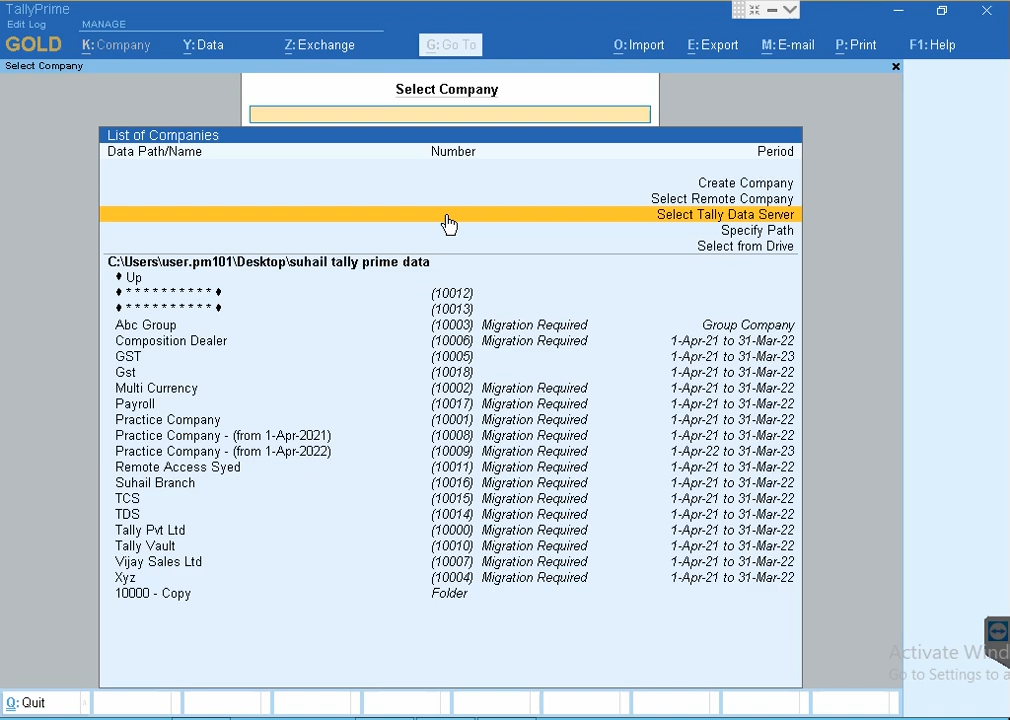 TallyPrime
Edit Log
GOLD
MANAGE
K: Company
Y: Data
Z: Exchange
G: Go To
O: Import
E: Export
M: E-mail
P: Print
F1: Help
Select Company
Select Company
List of Companies
Data Path/Name Number Period
Create Company
Select Remote Company
Select Tally Data Server
Specify Path
Select from Drive
C:\Users\user.pm101\Desktop\suhail tally prime data
♦ Up
♦ * * * * * * * * * * ♦ (10012)
♦ * * * * * * * * * * ♦ (10013)
Abc Group (10003) Migration Required Group Company
Composition Dealer (10006) Migration Required 1-Apr-21 to 31-Mar-22
GST (10005) 1-Apr-21 to 31-Mar-23
Gst (10018) 1-Apr-21 to 31-Mar-22
Multi Currency (10002) Migration Required 1-Apr-21 to 31-Mar-22
Payroll (10017) Migration Required 1-Apr-21 to 31-Mar-22
Practice Company (10001) Migration Required 1-Apr-21 to 31-Mar-22
Practice Company - (from 1-Apr-2021) (10008) Migration Required 1-Apr-21 to 31-Mar-22
Practice Company - (from 1-Apr-2022) (10009) Migration Required 1-Apr-22 to 31-Mar-23
Remote Access Syed (10011) Migration Required 1-Apr-21 to 31-Mar-22
Suhail Branch (10016) Migration Required 1-Apr-21 to 31-Mar-22
TCS (10015) Migration Required 1-Apr-21 to 31-Mar-22
TDS (10014) Migration Required 1-Apr-21 to 31-Mar-22
Tally Pvt Ltd (10000) Migration Required 1-Apr-21 to 31-Mar-22
Tally Vault (10010) Migration Required 1-Apr-21 to 31-Mar-22
Vijay Sales Ltd (10007) Migration Required 1-Apr-21 to 31-Mar-22
Xyz (10004) Migration Required 1-Apr-21 to 31-Mar-22
10000 - Copy Folder
Activate Wind
Go to Settings to a
Q: Quit